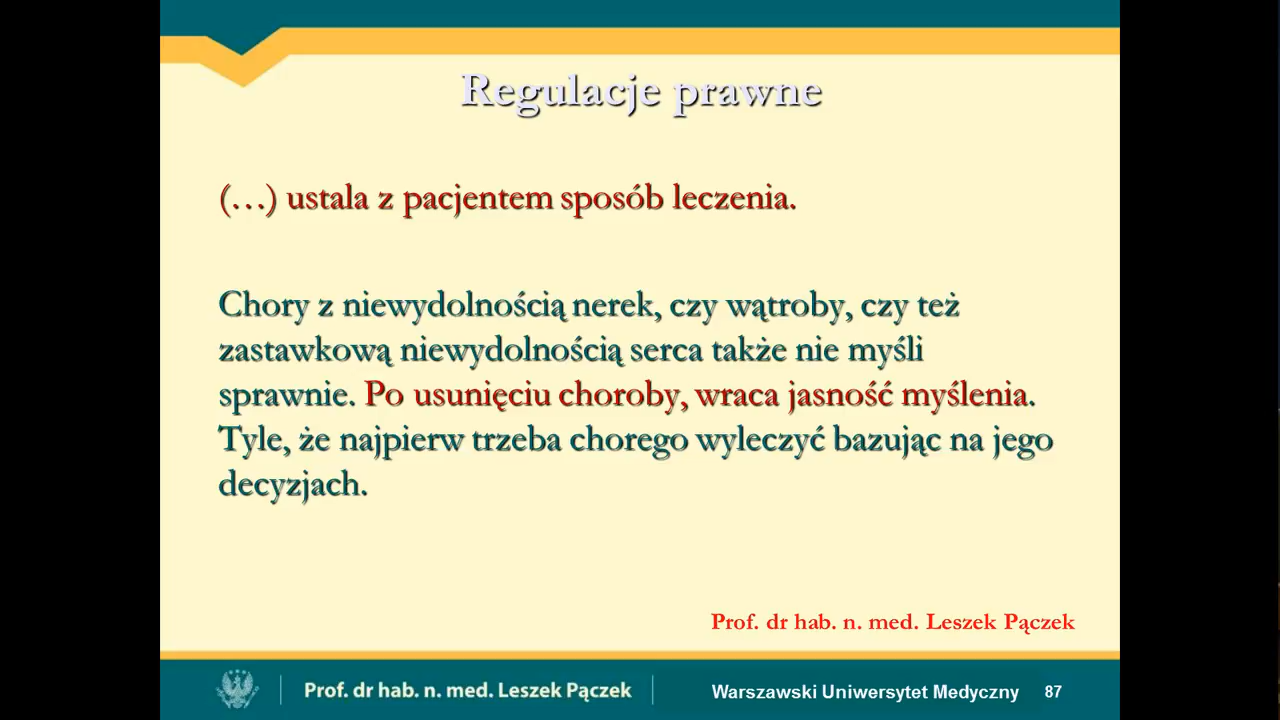 Regulacje prawne
(…) ustala z pacjentem sposób leczenia.
Chory z niewydolnością nerek, czy wątroby, czy też
zastawkową niewydolnością serca także nie myśli
sprawnie. Po usunięciu choroby, wraca jasność myślenia.
Tyle, że najpierw trzeba chorego wyleczyć bazując na jego
decyzjach.
Prof. dr hab. n. med. Leszek Pączek
Prof. dr hab. n. med. Leszek Pączek
Warszawski Uniwersytet Medyczny 87